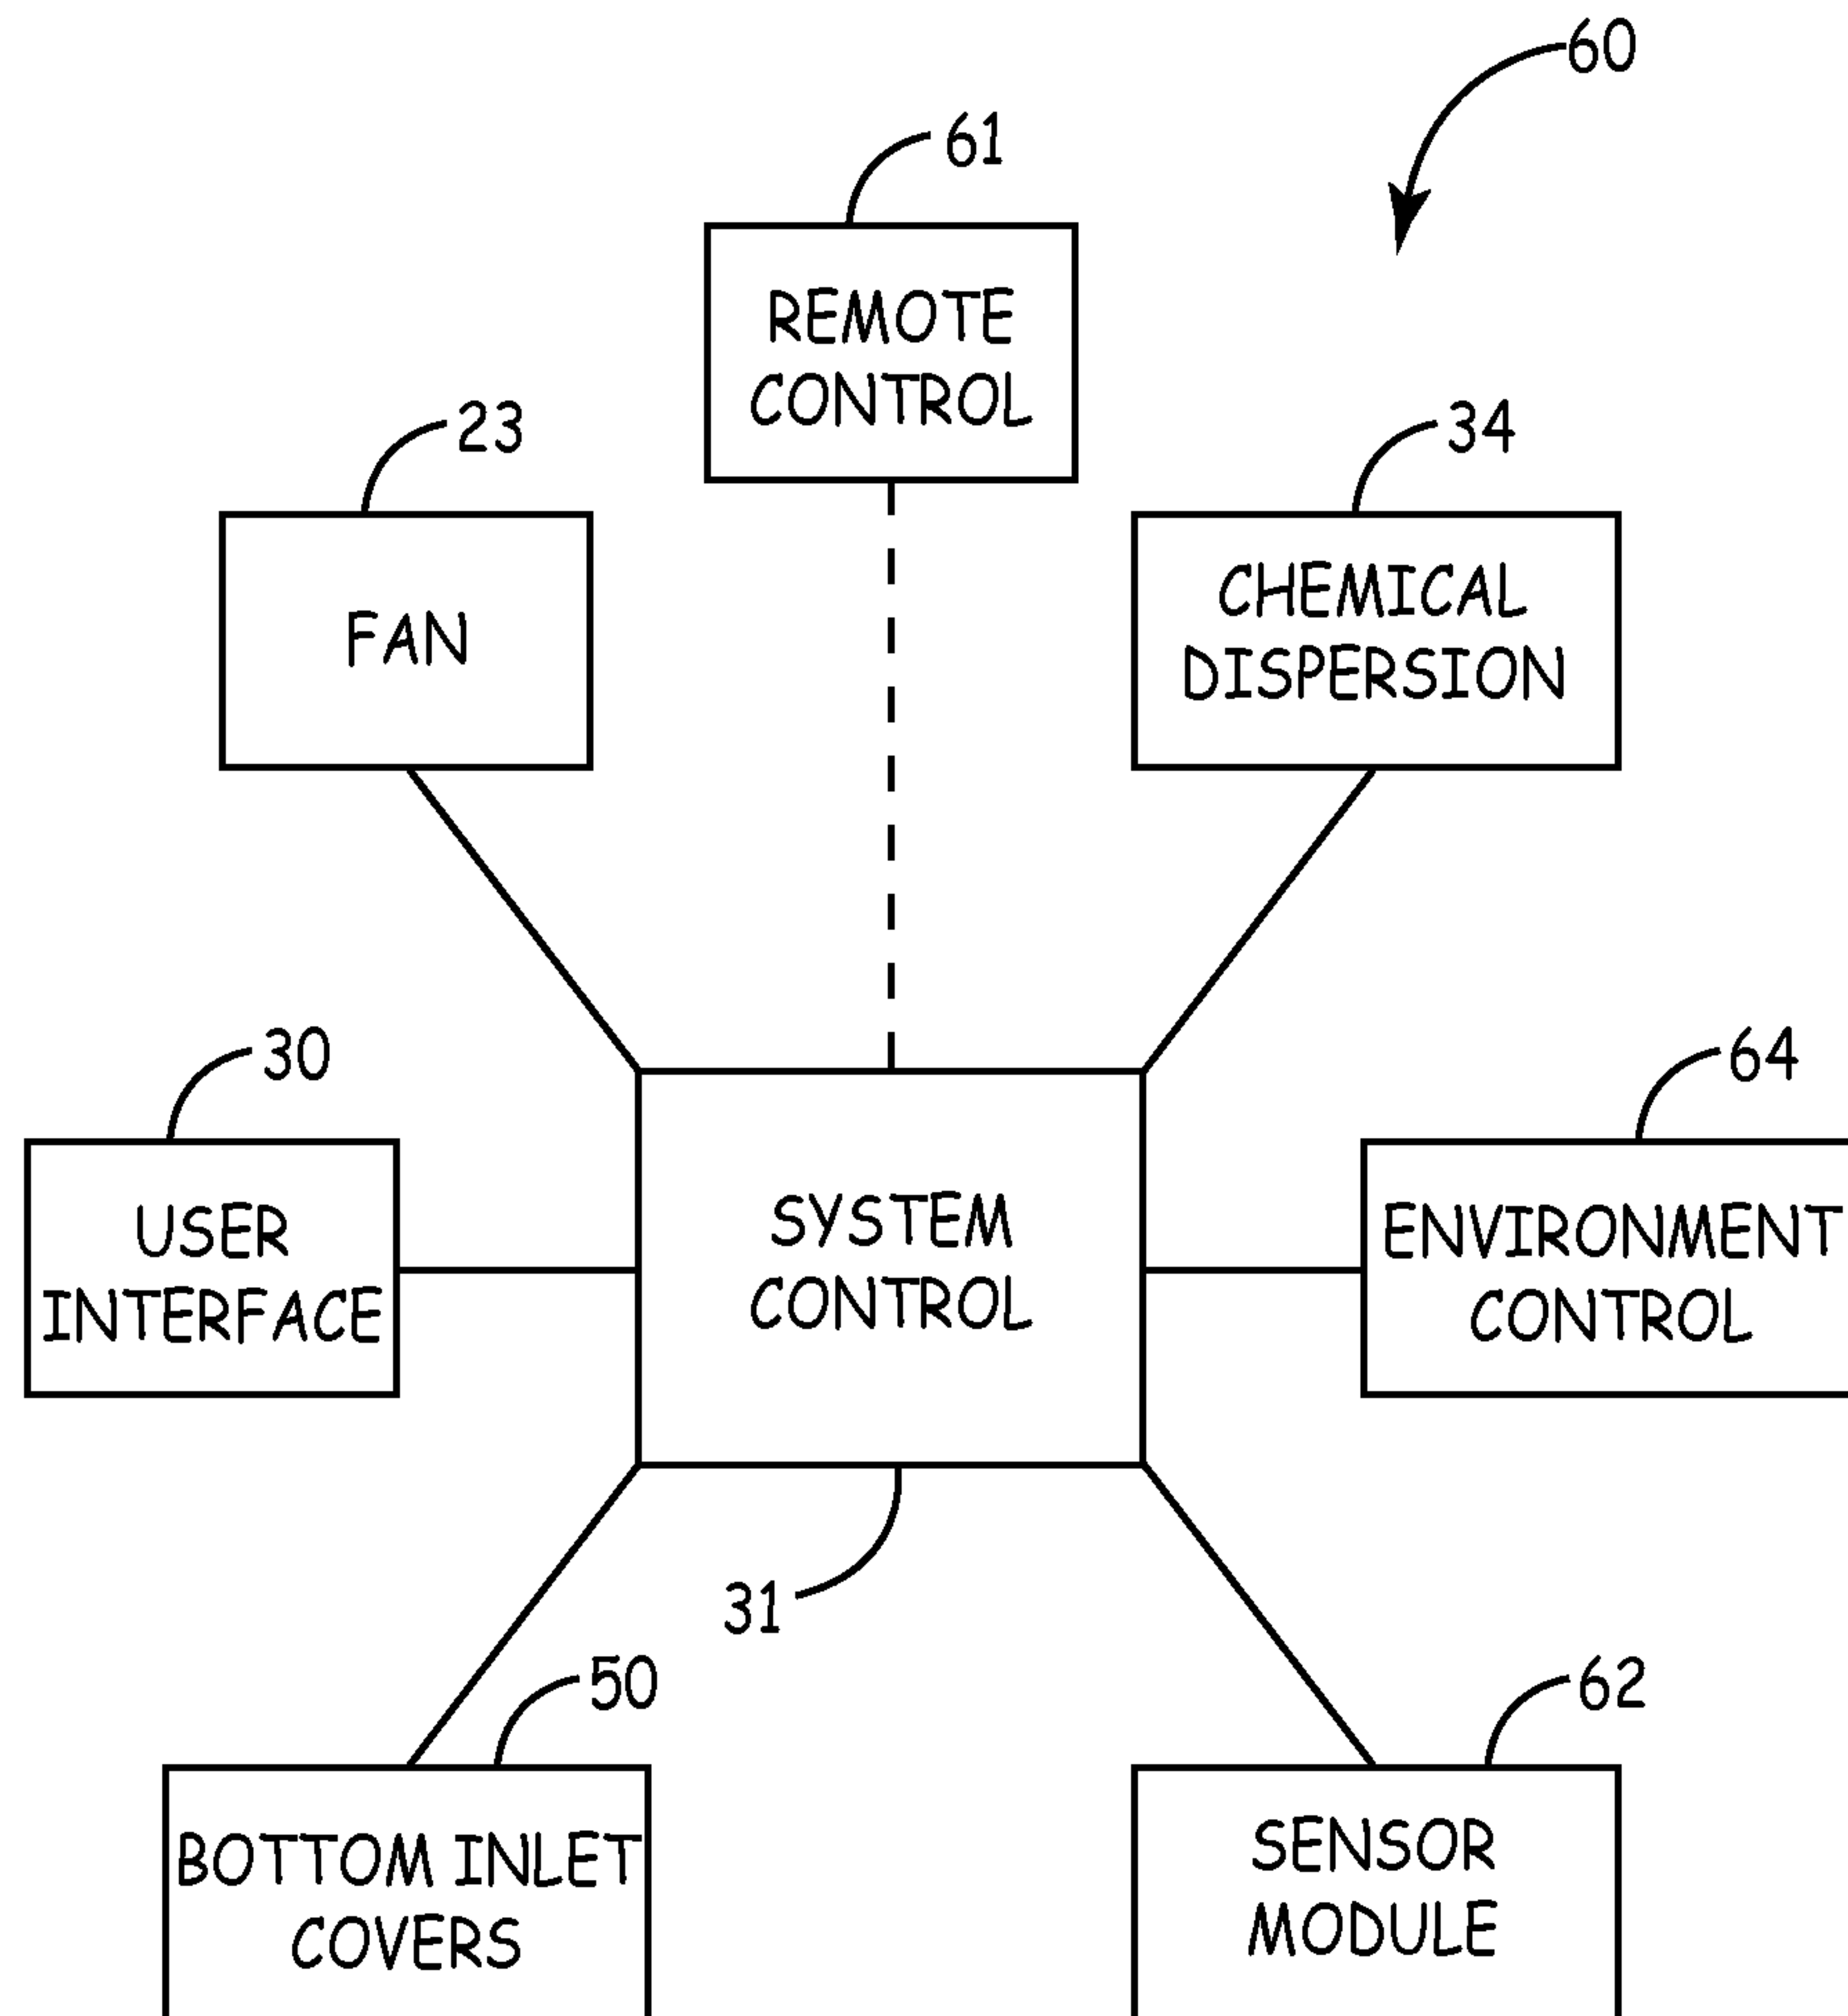 60
61
REMOTE
CONTROL
23
34
FAN
CHEMICAL
DISPERSION
30
64
USER
INTERFACE
SYSTEM
CONTROL
ENVIRONMENT
CONTROL
31
50
62
BOTTOM INLET
COVERS
SENSOR
MODULE